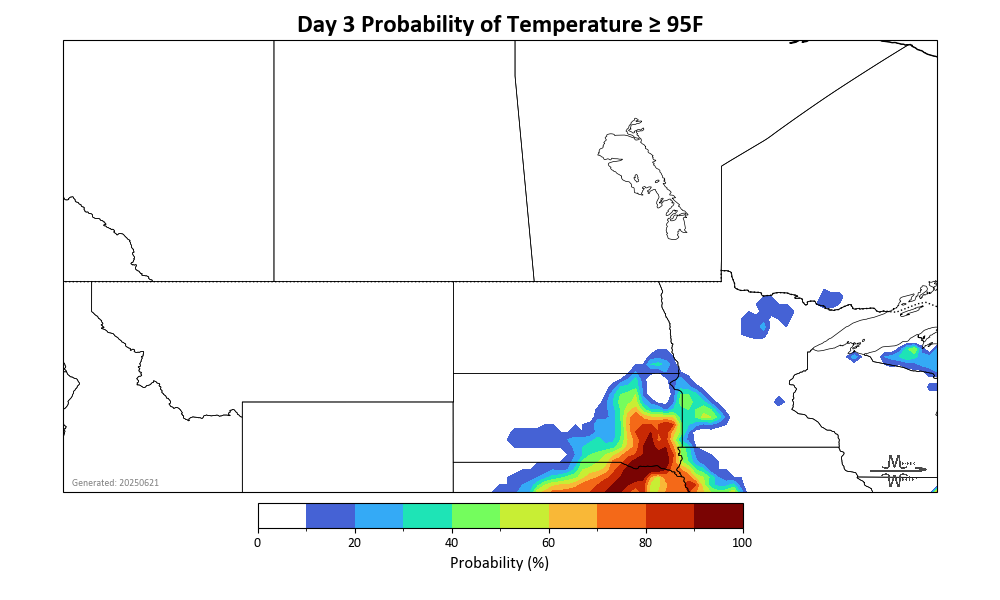 Day 3 Probability of Temperature ≥ 95F
Generated: 20250621
0 20 40 60 80 100
Probability (%)